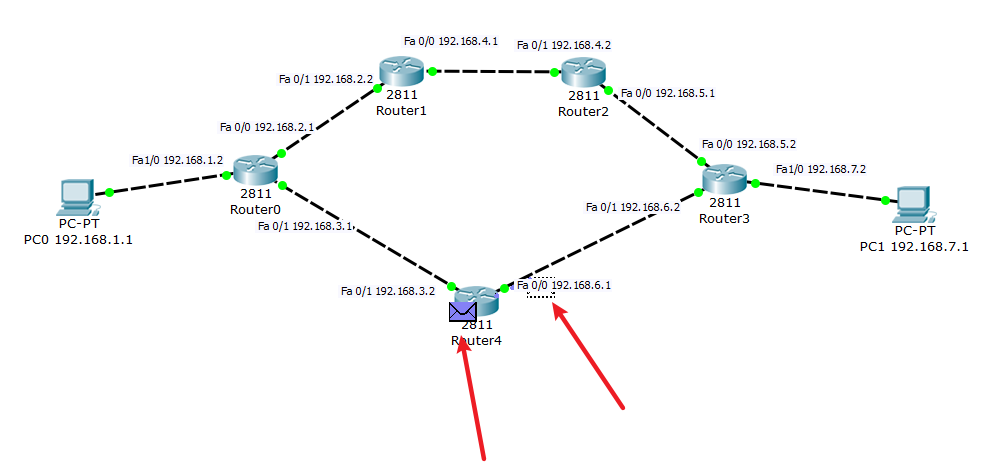 Fa 0/0 192.168.4.1
Fa 0/1 192.168.4.2
Fa 0/1 192.168.2.2
2811
Router1
2811
Router2
Fa 0/0 192.168.5.1
Fa 0/0 192.168.2.1
Fa 0/0 192.168.5.2
Fa1/0 192.168.1.2
Fa1/0 192.168.7.2
2811
Router0
2811
Router3
Fa 0/1 192.168.6.2
PC-PT
PC0 192.168.1.1
Fa 0/1 192.168.3.1
PC-PT
PC1 192.168.7.1
Fa 0/1 192.168.3.2
Fa 0/0 192.168.6.1
2811
Router4